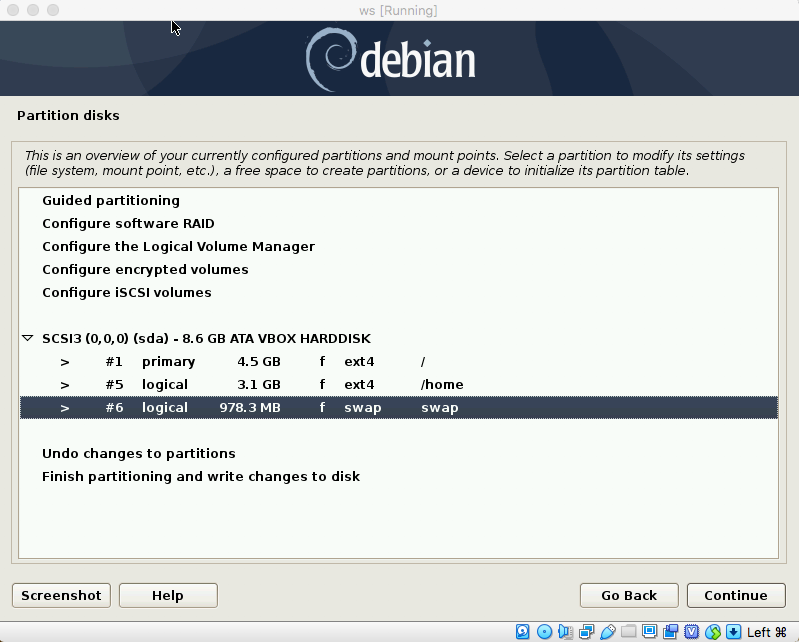 ws [Running]
debian
Partition disks
This is an overview of your currently configured partitions and mount points. Select a partition to modify its settings
(file system, mount point, etc.), a free space to create partitions, or a device to initialize its partition table.
Guided partitioning
Configure software RAID
Configure the Logical Volume Manager
Configure encrypted volumes
Configure iSCSI volumes
SCSI3 (0,0,0) (sda) - 8.6 GB ATA VBOX HARDDISK
> #1 primary 4.5 GB f ext4 /
> #5 logical 3.1 GB f ext4 /home
> #6 logical 978.3 MB f swap swap
Undo changes to partitions
Finish partitioning and write changes to disk
Screenshot Help Go Back Continue
Left ⌘